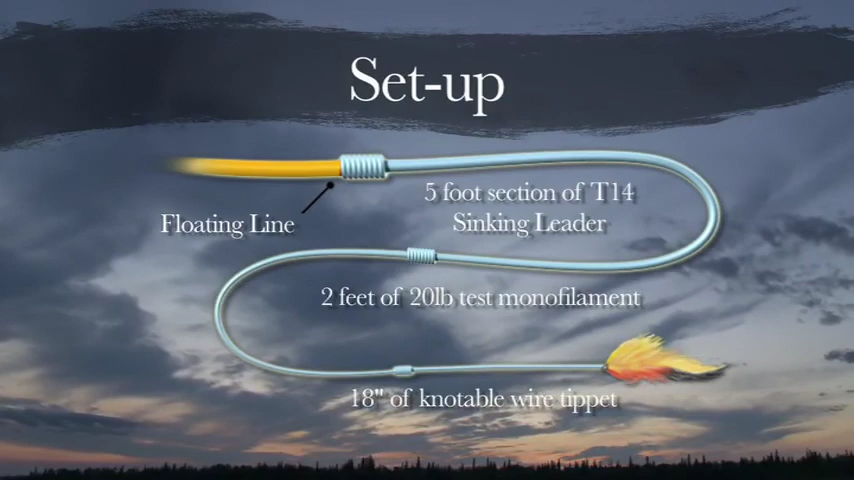 Set-up
5 foot section of T14
Sinking Leader
Floating Line
2 feet of 20lb test monofilament
18" of knotable wire tippet